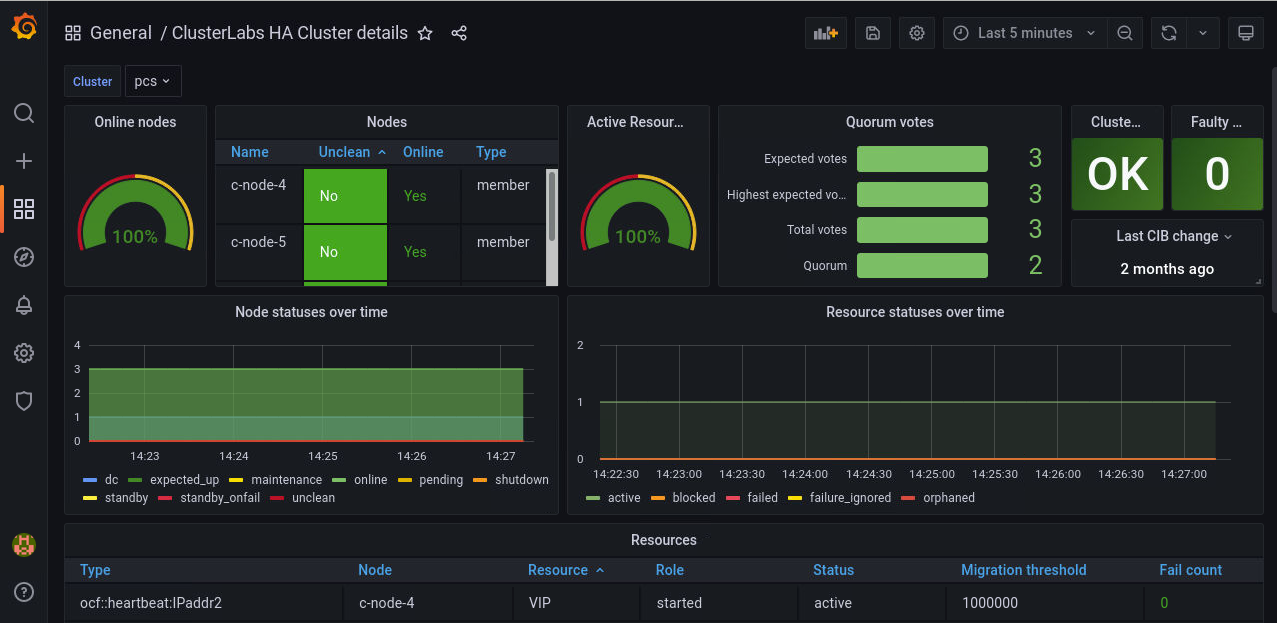 General / ClusterLabs HA Cluster details
Last 5 minutes
Cluster pcs
Online nodes
100%
Nodes
Name Unclean Online Type
c-node-4 No Yes member
c-node-5 No Yes member
Active Resour...
100%
Quorum votes
Expected votes 3
Highest expected vo... 3
Total votes 3
Quorum 2
Cluste...
OK
Faulty ...
0
Last CIB change
2 months ago
Node statuses over time
4
3
2
1
0
14:23 14:24 14:25 14:26 14:27
dc expected_up maintenance online pending shutdown
standby standby_onfail unclean
Resource statuses over time
2
1
0
14:22:30 14:23:00 14:23:30 14:24:00 14:24:30 14:25:00 14:25:30 14:26:00 14:26:30 14:27:00
active blocked failed failure_ignored orphaned
Resources
Type Node Resource Role Status Migration threshold Fail count
ocf::heartbeat:IPaddr2 c-node-4 VIP started active 1000000 0